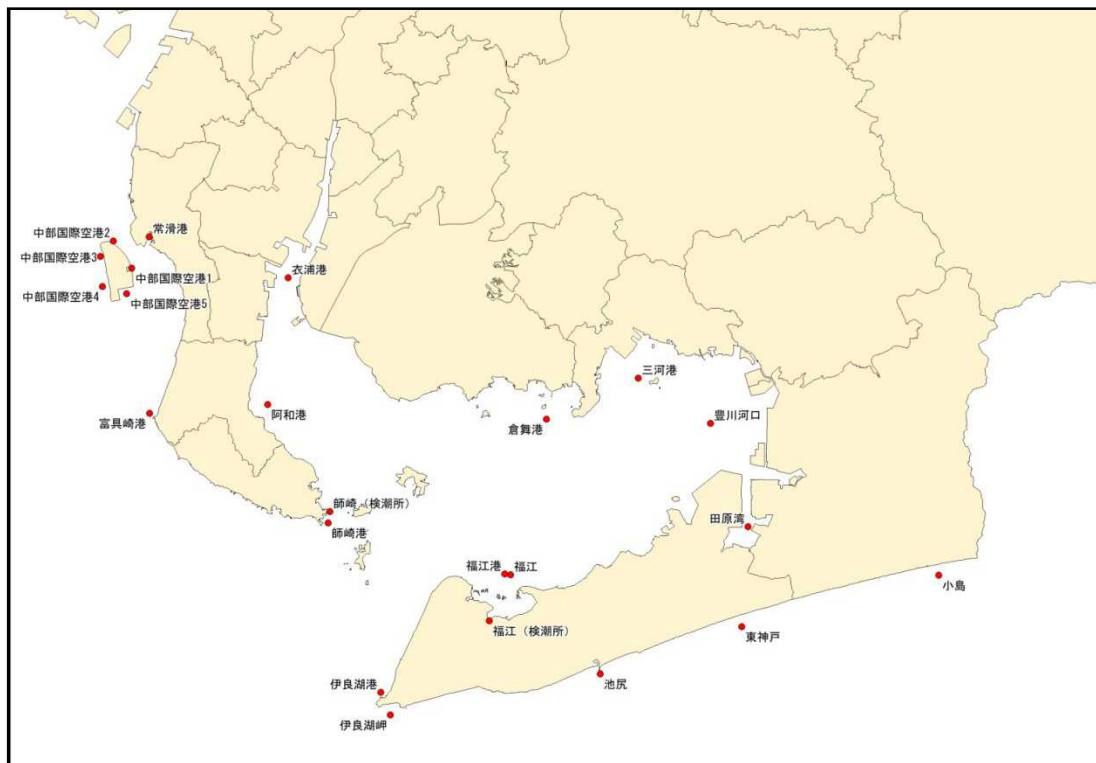 常滑港
中部国際空港2
中部国際空港3
中部国際空港1
衣浦港
中部国際空港4
中部国際空港5
三河港
阿和港
富具崎港
豊川河口
倉舞港
師崎（検潮所）
師崎港
田原湾
福江港
福江
小島
福江（検潮所）
東神戸
池尻
伊良湖港
伊良湖岬